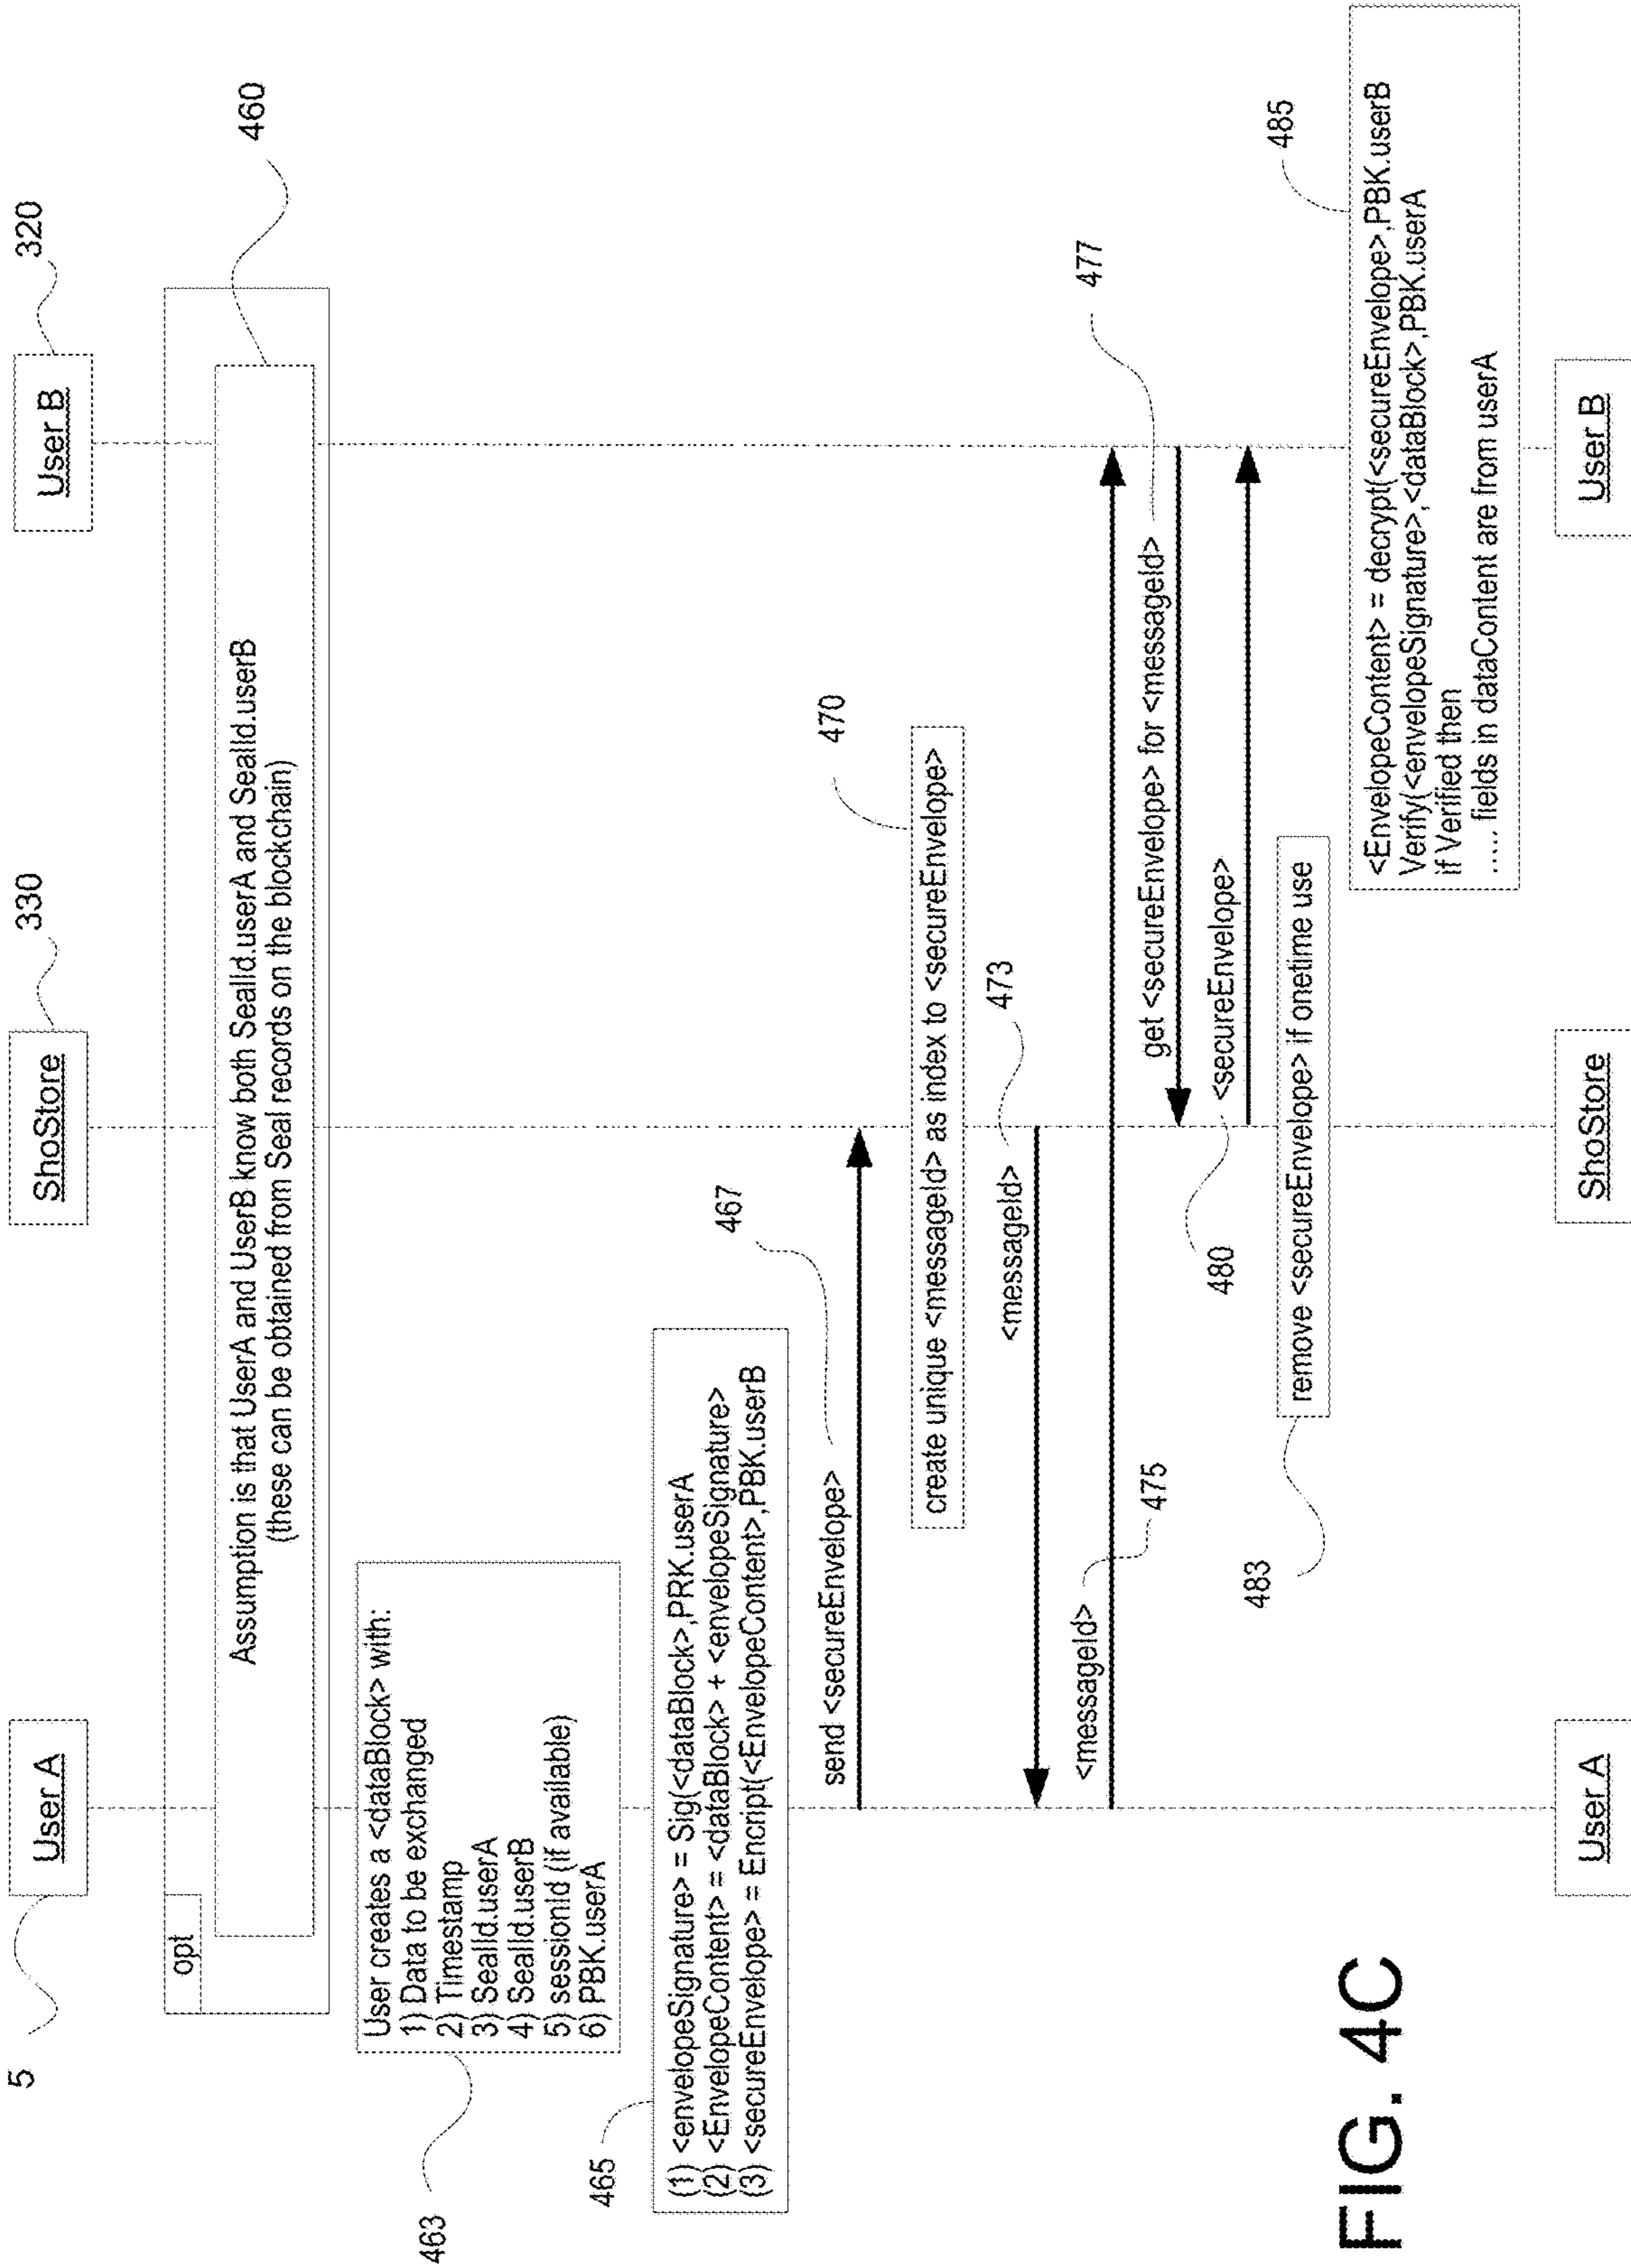 5
User A
330
ShoStore
320
User B
opt
460
Assumption is that UserA and UserB know both SealId.userA and SealId.userB
(these can be obtained from Seal records on the blockchain)
463
User creates a <dataBlock> with:
1) Data to be exchanged
2) Timestamp
3) SealId.userA
4) SealId.userB
5) sessionId (if available)
6) PBK.userA
465
(1) <envelopeSignature> = Sig(<dataBlock>,PRK.userA
(2) <EnvelopeContent> = <dataBlock> + <envelopeSignature>
(3) <secureEnvelope> = Encript(<EnvelopeContent>,PBK.userB
467
send <secureEnvelope>
470
create unique <messageId> as index to <secureEnvelope>
473
<messageId>
475
<messageId>
477
get <secureEnvelope> for <messageId>
480
<secureEnvelope>
483
remove <secureEnvelope> if onetime use
485
<EnvelopeContent> = decrypt(<secureEnvelope>,PBK.userB
Verify(<envelopeSignature>,<dataBlock>,PBK.userA
if Verified then
..... fields in dataContent are from userA
User A
ShoStore
User B
FIG. 4C